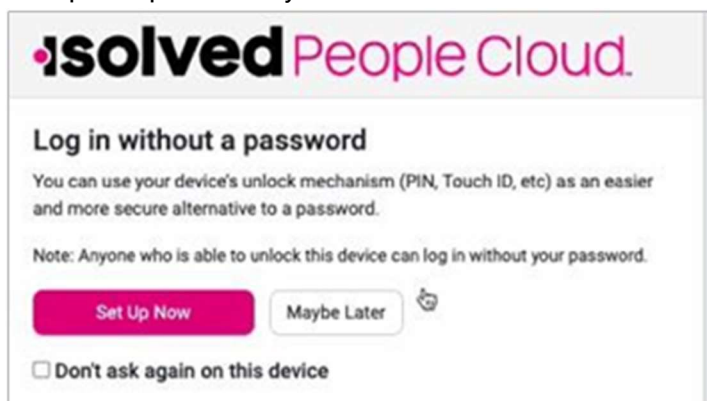 isolved People Cloud.
Log in without a password
You can use your device's unlock mechanism (PIN, Touch ID, etc) as an easier
and more secure alternative to a password.
Note: Anyone who is able to unlock this device can log in without your password.
Set Up Now
Maybe Later
Don't ask again on this device